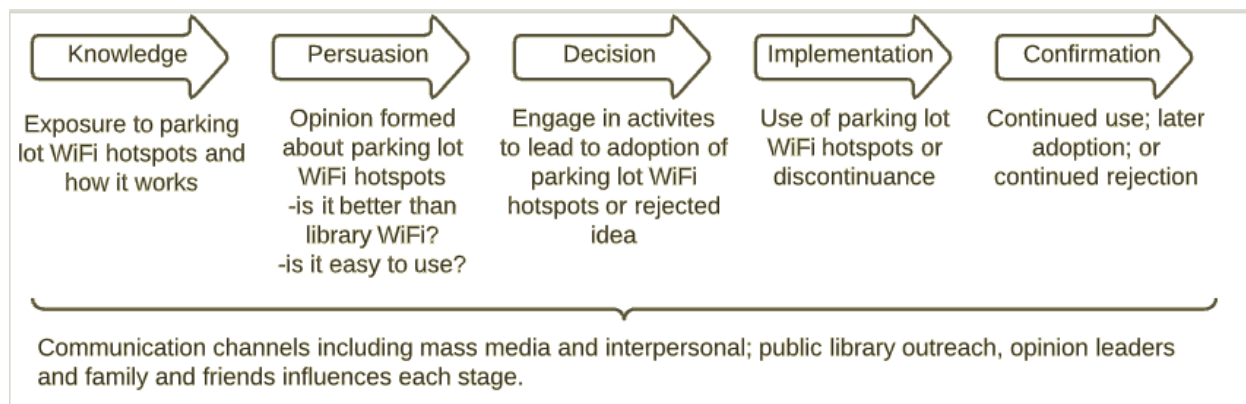 Knowledge
Persuasion
Decision
Implementation
Confirmation
Exposure to parking
lot WiFi hotspots and
how it works
Opinion formed
about parking lot
WiFi hotspots
-is it better than
library WiFi?
-is it easy to use?
Engage in activites
to lead to adoption of
parking lot WiFi
hotspots or rejected
idea
Use of parking lot
WiFi hotspots or
discontinuance
Continued use; later
adoption; or
continued rejection
Communication channels including mass media and interpersonal; public library outreach, opinion leaders
and family and friends influences each stage.